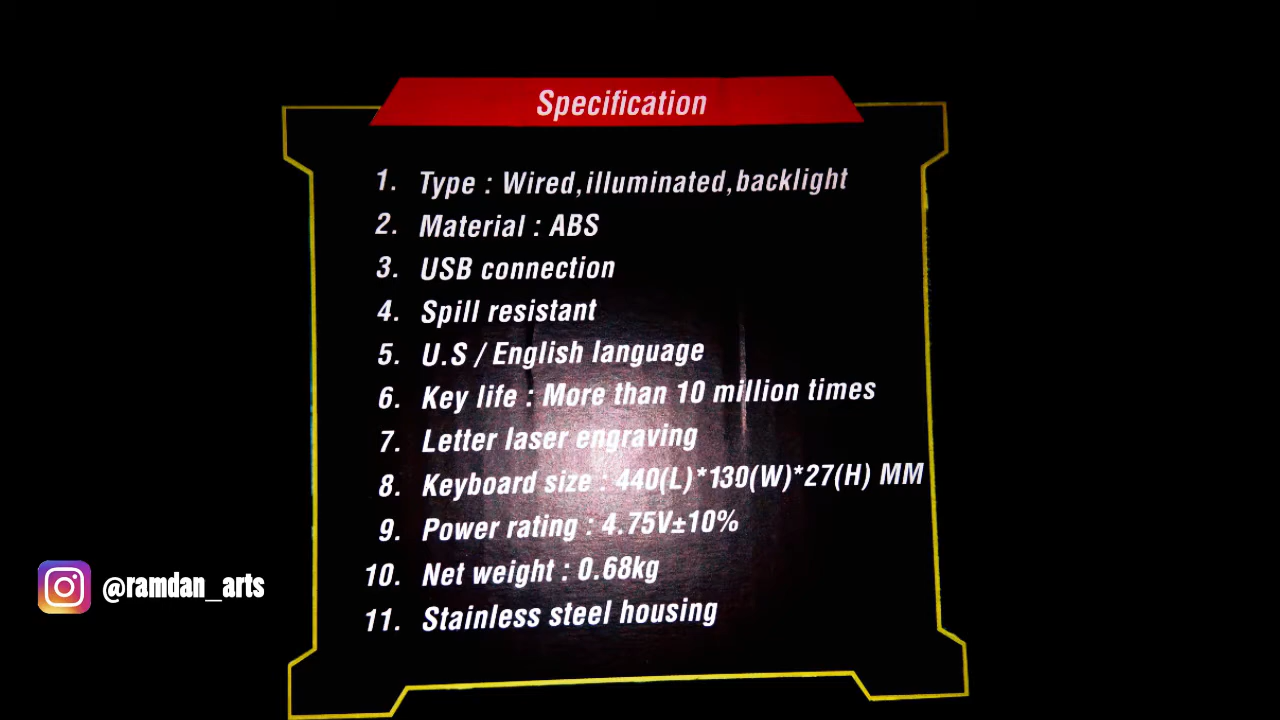 Specification
1. Type : Wired,illuminated,backlight
2. Material : ABS
3. USB connection
4. Spill resistant
5. U.S / English language
6. Key life : More than 10 million times
7. Letter laser engraving
8. Keyboard size : 440(L)*130(W)*27(H) MM
9. Power rating : 4.75V±10%
10. Net weight : 0.68kg
11. Stainless steel housing
@ramdan_arts